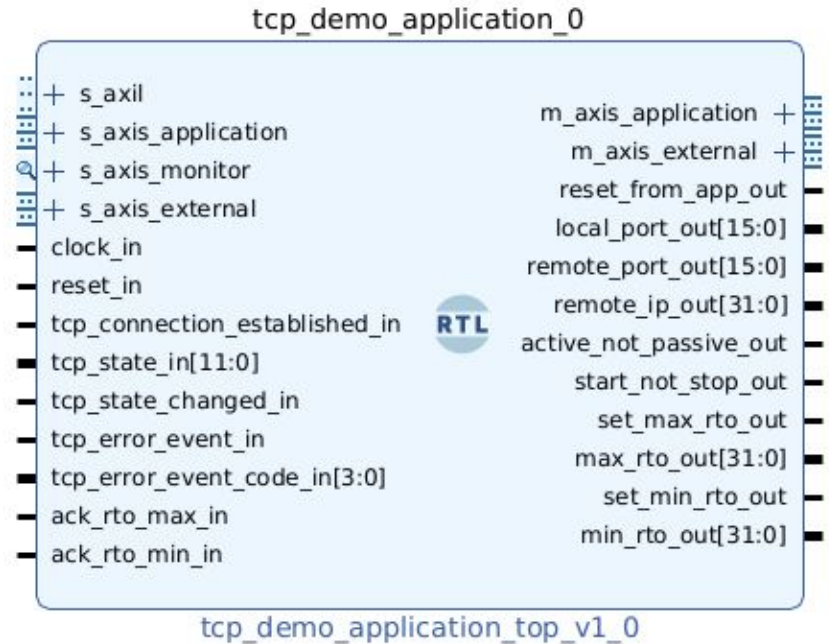 tcp_demo_application_0
s_axil
s_axis_application
s_axis_monitor
s_axis_external
clock_in
reset_in
tcp_connection_established_in
tcp_state_in[11:0]
tcp_state_changed_in
tcp_error_event_in
tcp_error_event_code_in[3:0]
ack_rto_max_in
ack_rto_min_in
RTL
m_axis_application
m_axis_external
reset_from_app_out
local_port_out[15:0]
remote_port_out[15:0]
remote_ip_out[31:0]
active_not_passive_out
start_not_stop_out
set_max_rto_out
max_rto_out[31:0]
set_min_rto_out
min_rto_out[31:0]
tcp_demo_application_top_v1_0